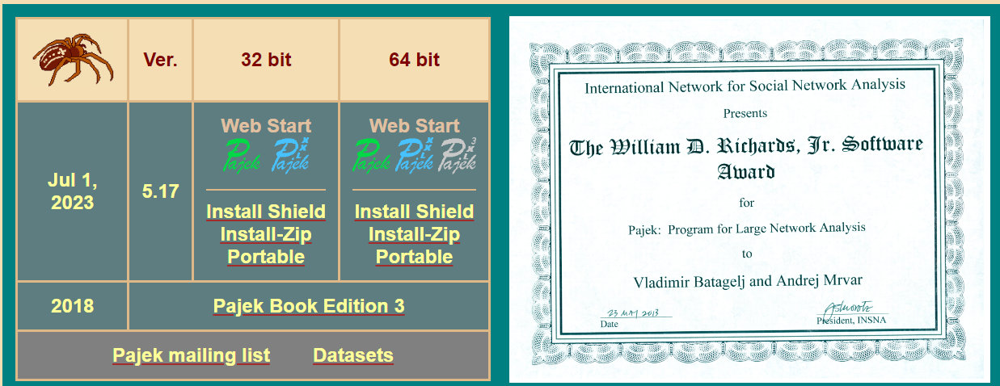 Ver.
32 bit
64 bit
Jul 1,
2023
5.17
Web Start
Pajek Pajek XXL
Install Shield
Install-Zip
Portable
Web Start
Pajek Pajek XXL Pajek 3XL
Install Shield
Install-Zip
Portable
2018
Pajek Book Edition 3
Pajek mailing list
Datasets
International Network for Social Network Analysis
Presents
The William D. Richards, Jr. Software
Award
for
Pajek: Program for Large Network Analysis
to
Vladimir Batagelj and Andrej Mrvar
23 MAY 2013
Date
President, INSNA